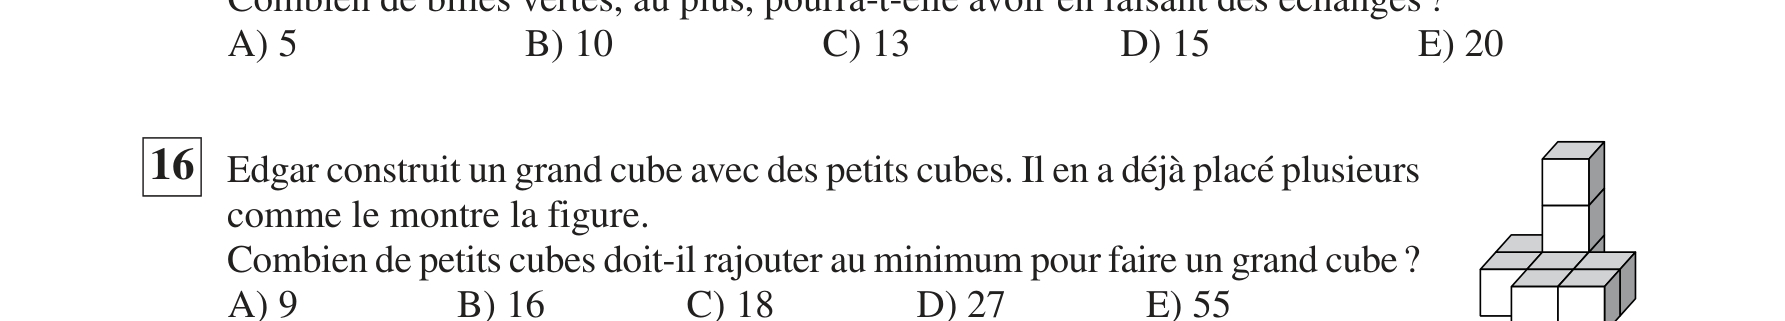 Combien de billes vertes, au plus, pourra-t-elle avoir en faisant des échanges ?
A) 5 B) 10 C) 13 D) 15 E) 20
16 Edgar construit un grand cube avec des petits cubes. Il en a déjà placé plusieurs
comme le montre la figure.
Combien de petits cubes doit-il rajouter au minimum pour faire un grand cube ?
A) 9 B) 16 C) 18 D) 27 E) 55